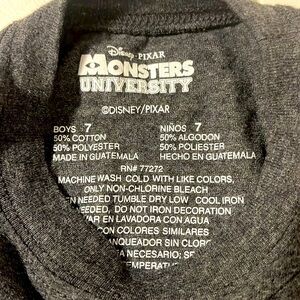 Disney·PIXAR
MONSTERS
UNIVERSITY
©DISNEY/PIXAR
BOYS 7
50% COTTON
50% POLYESTER
MADE IN GUATEMALA
NIÑOS 7
50% ALGODON
50% POLIESTER
HECHO EN GUATEMALA
RN# 77272
MACHINE WASH COLD WITH LIKE COLORS,
ONLY NON-CHLORINE BLEACH
NEEDED TUMBLE DRY LOW COOL IRON
DO NOT IRON DECORATION
EN LAVADORA CON AGUA
CON COLORES SIMILARES
SIN
NECESARIO;